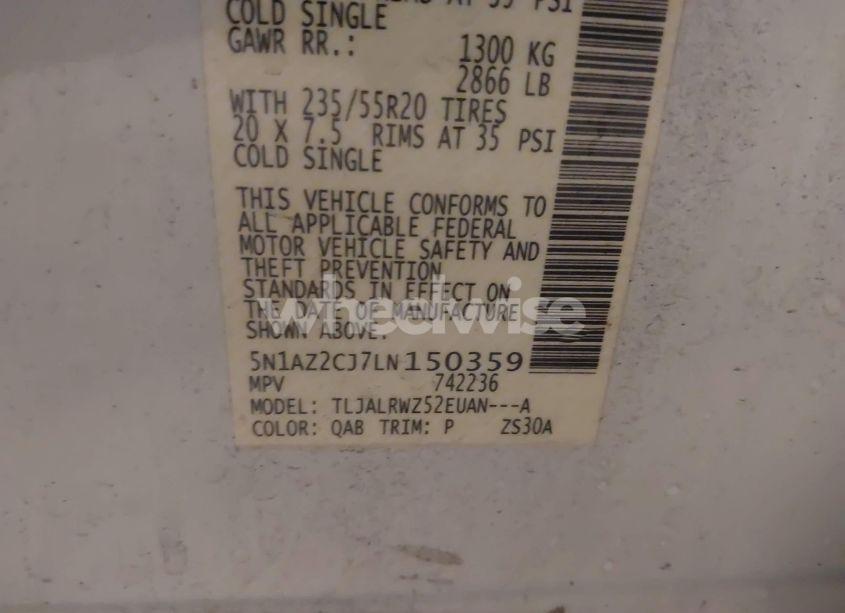 COLD SINGLE
GAWR RR.: 1300 KG
2866 LB
WITH 235/55R20 TIRES
20 X 7.5 RIMS AT 35 PSI
COLD SINGLE
THIS VEHICLE CONFORMS TO
ALL APPLICABLE FEDERAL
MOTOR VEHICLE SAFETY AND
THEFT PREVENTION
STANDARDS IN EFFECT ON
THE DATE OF MANUFACTURE
SHOWN ABOVE.
wheelwise
5N1AZ2CJ7LN150359
MPV 742236
MODEL: TLJALRWZ52EUAN---A
COLOR: QAB TRIM: P ZS30A